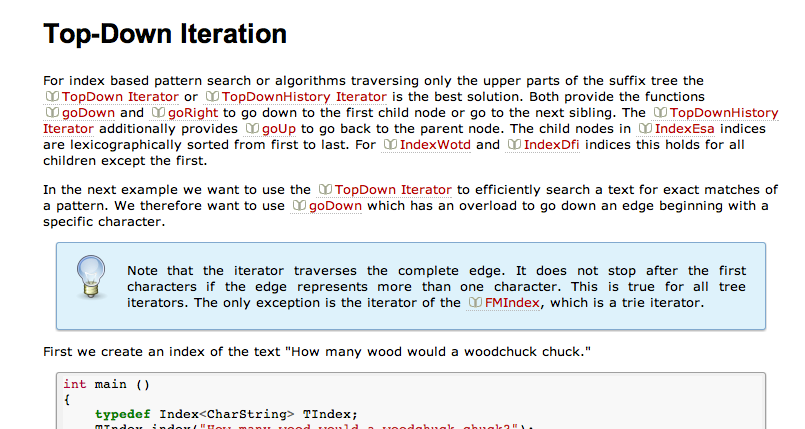 Top-Down Iteration
For index based pattern search or algorithms traversing only the upper parts of the suffix tree the
TopDown Iterator or TopDownHistory Iterator is the best solution. Both provide the functions
goDown and goRight to go down to the first child node or go to the next sibling. The TopDownHistory
Iterator additionally provides goUp to go back to the parent node. The child nodes in IndexEsa indices
are lexicographically sorted from first to last. For IndexWotd and IndexDfi indices this holds for all
children except the first.
In the next example we want to use the TopDown Iterator to efficiently search a text for exact matches of
a pattern. We therefore want to use goDown which has an overload to go down an edge beginning with a
specific character.
Note that the iterator traverses the complete edge. It does not stop after the first
characters if the edge represents more than one character. This is true for all tree
iterators. The only exception is the iterator of the FMIndex, which is a trie iterator.
First we create an index of the text "How many wood would a woodchuck chuck."
int main ()
{
typedef Index<CharString> TIndex;
TIndex index("How many wood would a woodchuck chuck?");